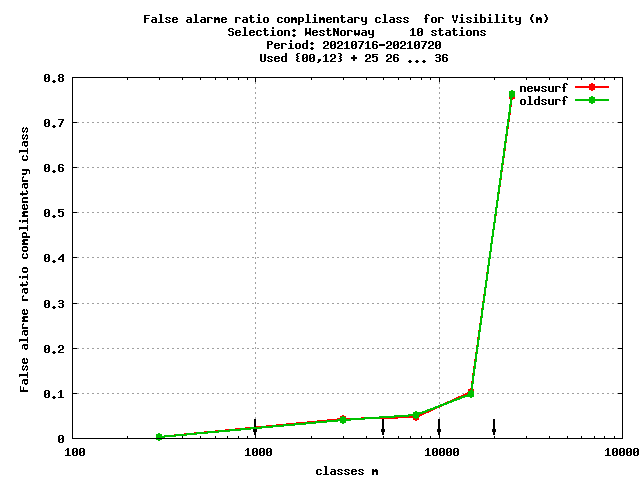 False alarme ratio complimentary class  for Visibility (m)
Selection: WestNorway     10 stations
Period: 20210716-20210720
Used {00,12} + 25 26 ... 36
newsurf
oldsurf
0.8
0.7
0.6
0.5
0.4
0.3
0.2
0.1
0
False alarme ratio complimentary class
100
1000
10000
10000
classes m